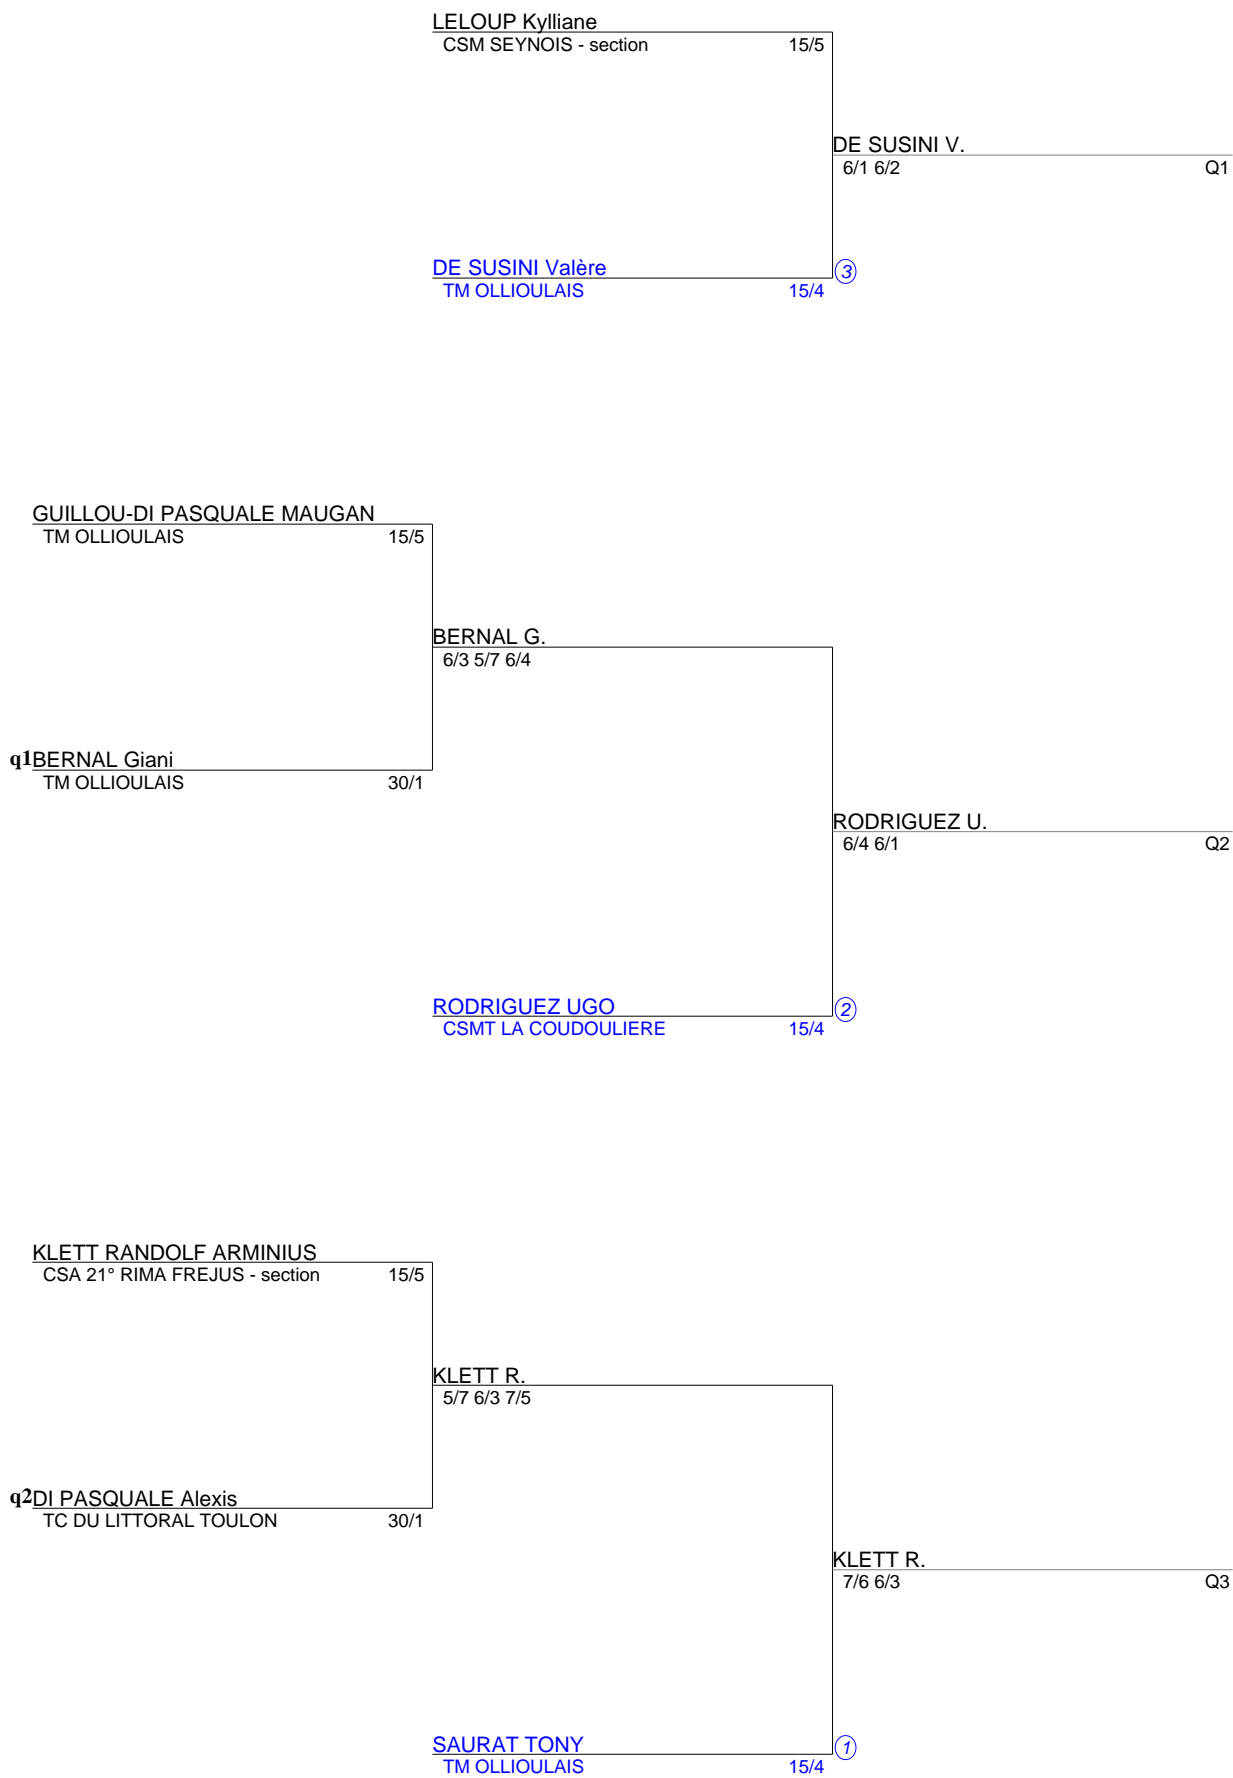 LELOUP Kylliane
CSM SEYNOIS - section 15/5
DE SUSINI V.
6/1 6/2 Q1
DE SUSINI Valère 3
TM OLLIOULAIS 15/4
GUILLOU-DI PASQUALE MAUGAN
TM OLLIOULAIS 15/5
BERNAL G.
6/3 5/7 6/4
q1 BERNAL Giani
TM OLLIOULAIS 30/1
RODRIGUEZ U.
6/4 6/1 Q2
RODRIGUEZ UGO 2
CSMT LA COUDOULIERE 15/4
KLETT RANDOLF ARMINIUS
CSA 21° RIMA FREJUS - section 15/5
KLETT R.
5/7 6/3 7/5
q2 DI PASQUALE Alexis
TC DU LITTORAL TOULON 30/1
KLETT R.
7/6 6/3 Q3
SAURAT TONY 1
TM OLLIOULAIS 15/4